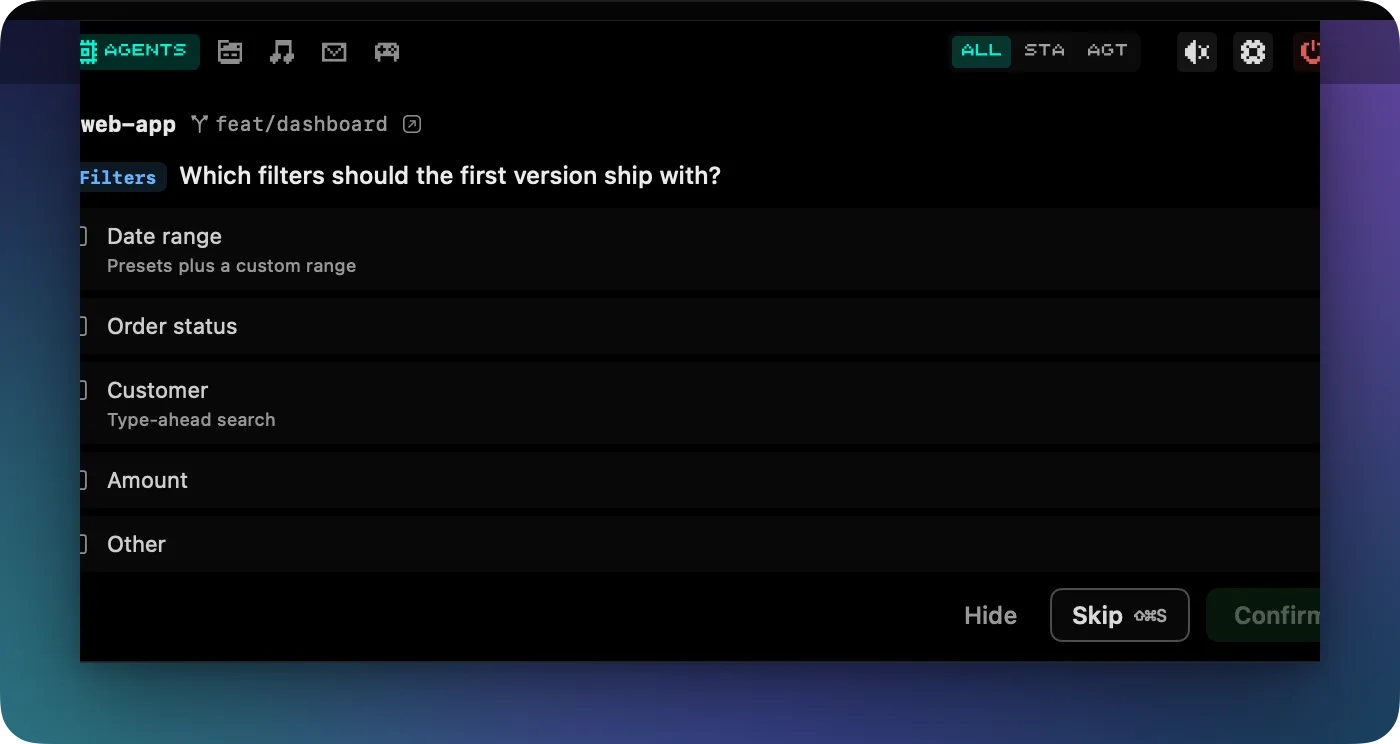 AGENTS
ALL STA AGT
web-app feat/dashboard
Filters Which filters should the first version ship with?
Date range
Presets plus a custom range
Order status
Customer
Type-ahead search
Amount
Other
Hide Skip ⇧⌘S Confirm